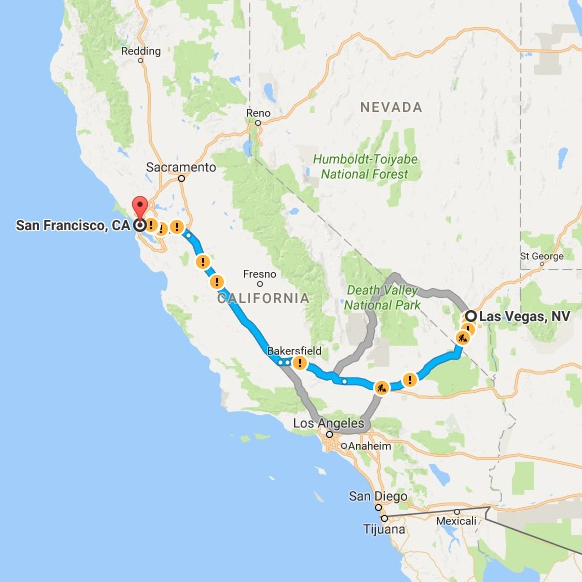 Redding
Reno
NEVADA
Sacramento
Humboldt-Toiyabe
National Forest
San Francisco, CA
St George
Fresno
CALIFORNIA
Death Valley
National Park
Las Vegas, NV
Bakersfield
Los Angeles
Anaheim
San Diego
Tijuana
Mexicali